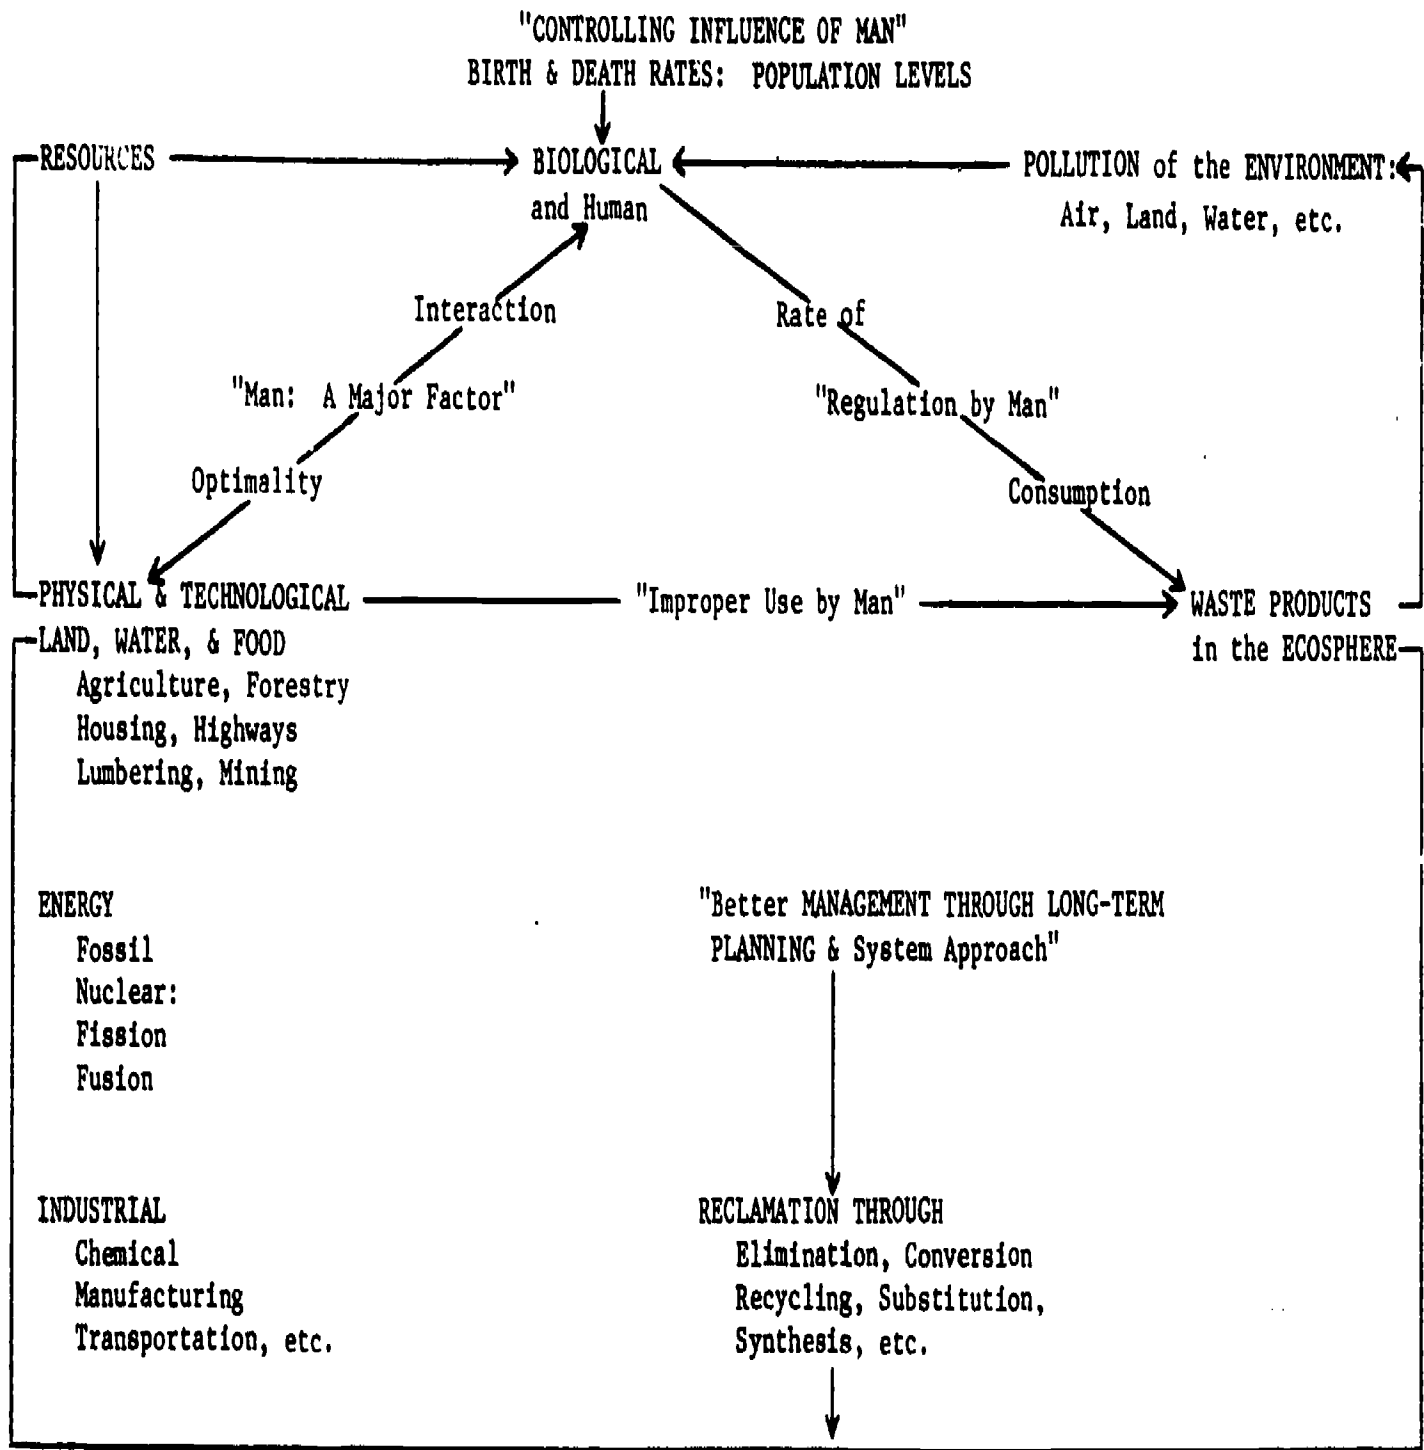 "CONTROLLING INFLUENCE OF MAN"
BIRTH & DEATH RATES: POPULATION LEVELS
RESOURCES
BIOLOGICAL
and Human
POLLUTION of the ENVIRONMENT:
Air, Land, Water, etc.
Interaction
Rate of
"Man: A Major Factor"
"Regulation by Man"
Optimality
Consumption
PHYSICAL & TECHNOLOGICAL
"Improper Use by Man"
WASTE PRODUCTS
in the ECOSPHERE
LAND, WATER, & FOOD
Agriculture, Forestry
Housing, Highways
Lumbering, Mining
ENERGY
Fossil
Nuclear:
Fission
Fusion
"Better MANAGEMENT THROUGH LONG-TERM
PLANNING & System Approach"
INDUSTRIAL
Chemical
Manufacturing
Transportation, etc.
RECLAMATION THROUGH
Elimination, Conversion
Recycling, Substitution,
Synthesis, etc.